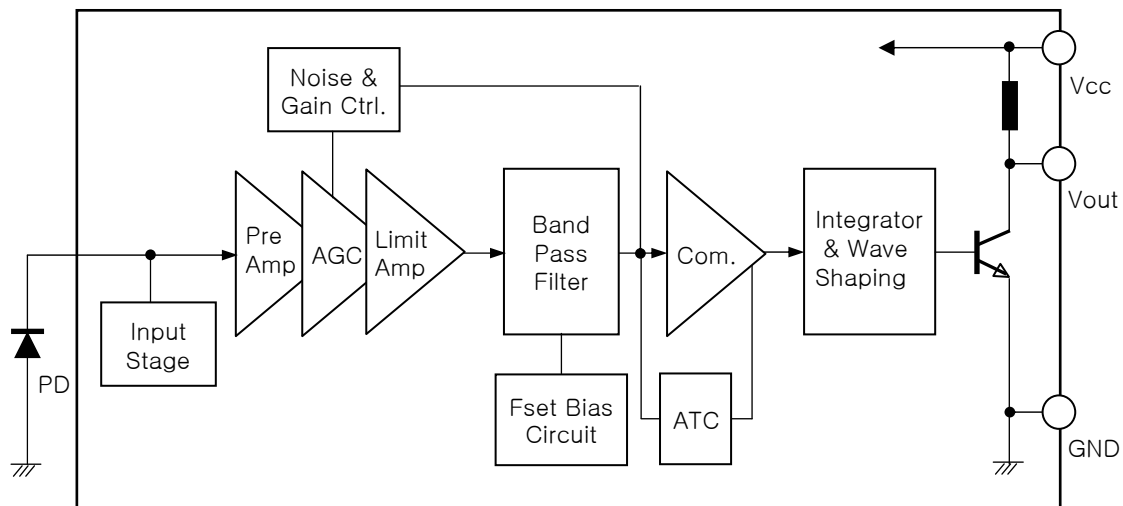 Noise &
Gain Ctrl.
Vcc
Vout
Pre
Amp
AGC
Limit
Amp
Band
Pass
Filter
Com.
Integrator
& Wave
Shaping
Input
Stage
PD
Fset Bias
Circuit
ATC
GND